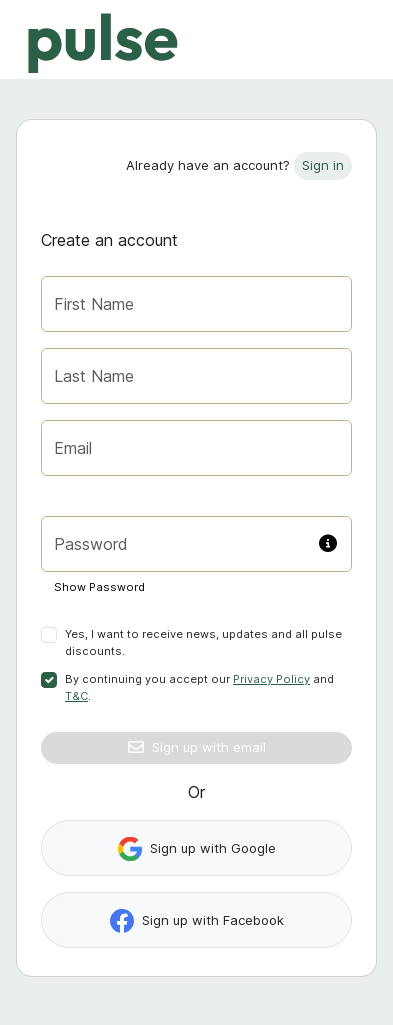 pulse
Already have an account? Sign in
Create an account
First Name
Last Name
Email
Password
Show Password
Yes, I want to receive news, updates and all pulse
discounts.
By continuing you accept our Privacy Policy and
T&C.
Sign up with email
Or
Sign up with Google
Sign up with Facebook